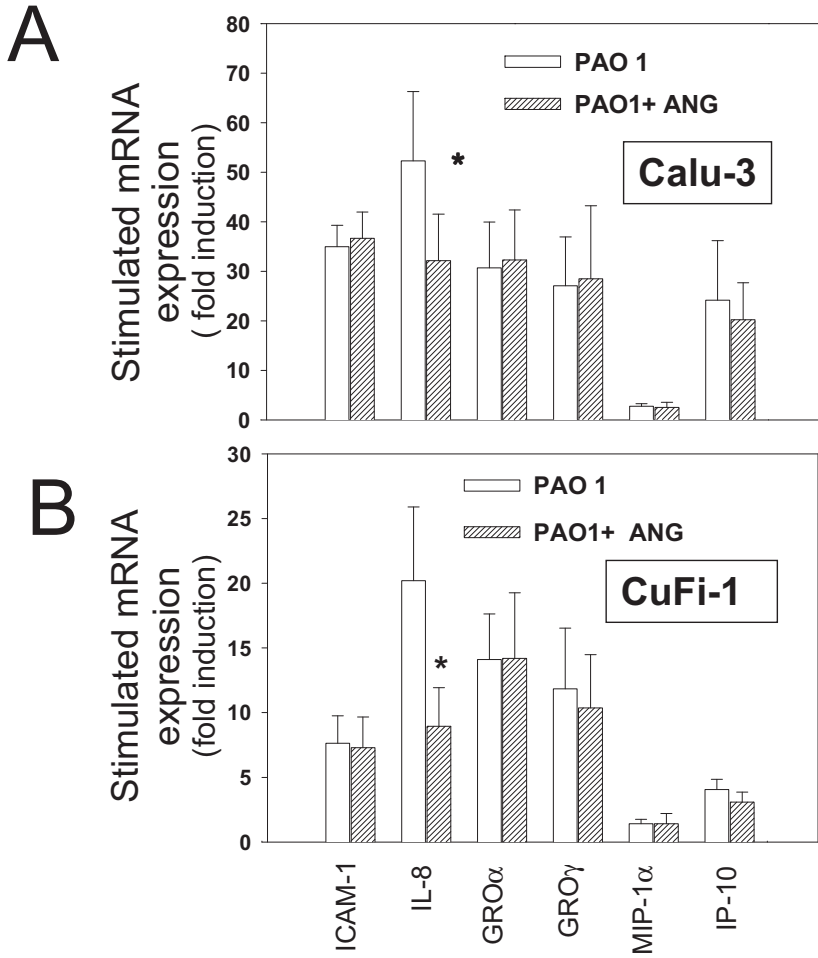 A
Stimulated mRNA
expression
( fold induction)
80
70
60
50
40
30
20
10
0
PAO 1
PAO1+ ANG
*
Calu-3
B
Stimulated mRNA
expression
(fold induction)
30
25
20
15
10
5
0
PAO 1
PAO1+ ANG
CuFi-1
*
ICAM-1
IL-8
GROα
GROγ
MIP-1α
IP-10